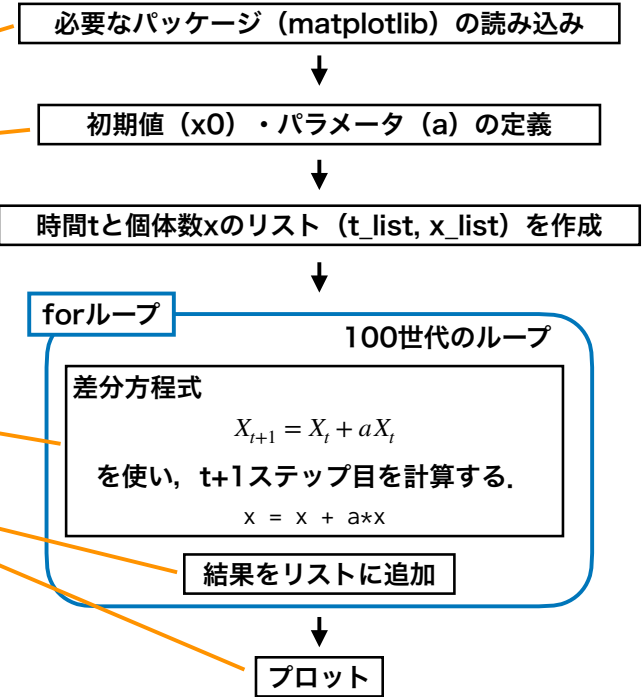 必要なパッケージ（matplotlib）の読み込み
初期値（x0）・パラメータ（a）の定義
時間tと個体数xのリスト（t_list, x_list）を作成
forループ
100世代のループ
差分方程式
X_{t+1} = X_t + aX_t
を使い，t+1ステップ目を計算する．
x = x + a*x
結果をリストに追加
プロット